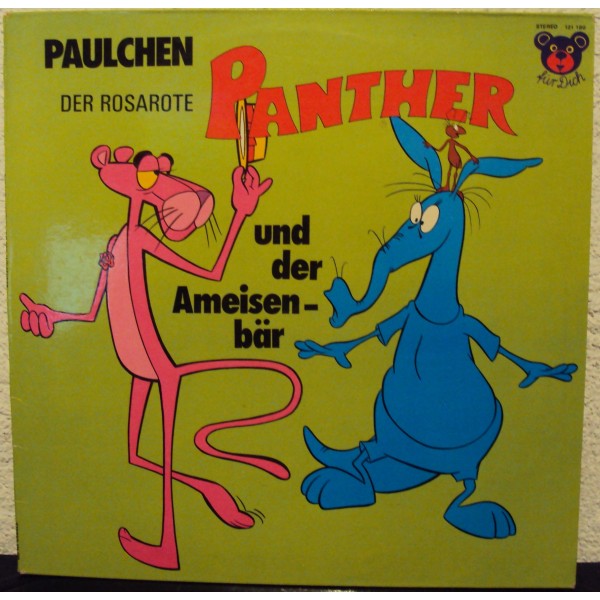 PAULCHEN
DER ROSAROTE
PANTHER
und
der
Ameisen-
bär
STEREO
für Dich